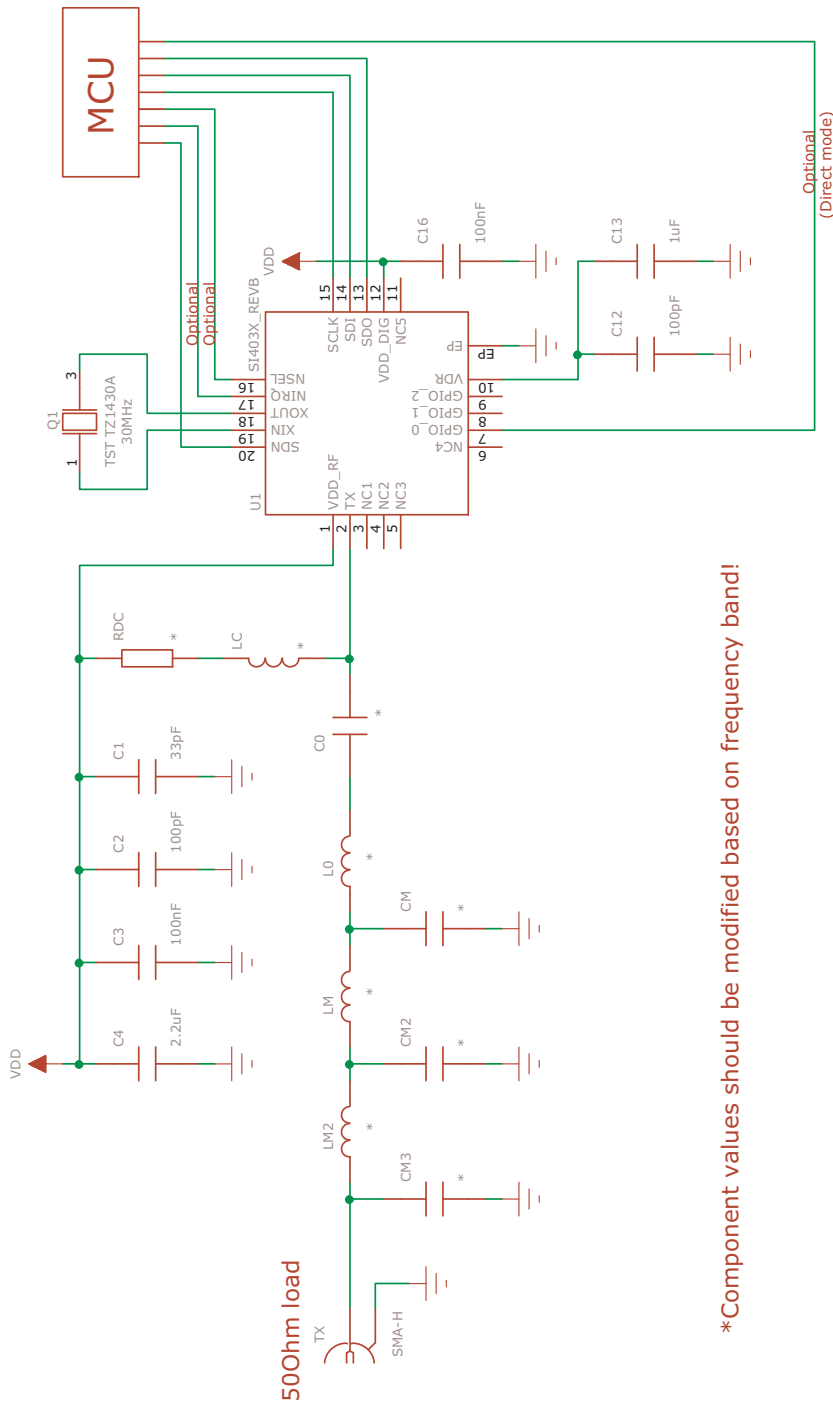 MCU
Optional
(Direct mode)
VDD
C16
100nF
C13
1uF
C12
100pF
Optional
Optional
SI403X_REVB
Q1
3
1
TST TZ1430A
30MHz
15
14
13
12
11
SCLK
SDI
SDO
VDD_DIG
NC5
16
17
18
19
20
NSEL
NIRQ
XOUT
XIN
SDN
EP
EP
VDR
GPIO_2
GPIO_1
GPIO_0
NC4
10
9
8
7
6
U1
VDD_RF
TX
NC1
NC2
NC3
1
2
3
4
5
RDC
*
LC
*
C0
*
C1
33pF
C2
100pF
C3
100nF
C4
2.2uF
VDD
L0
*
CM
*
LM
*
CM2
*
LM2
*
CM3
*
50Ohm load
TX
SMA-H
*Component values should be modified based on frequency band!